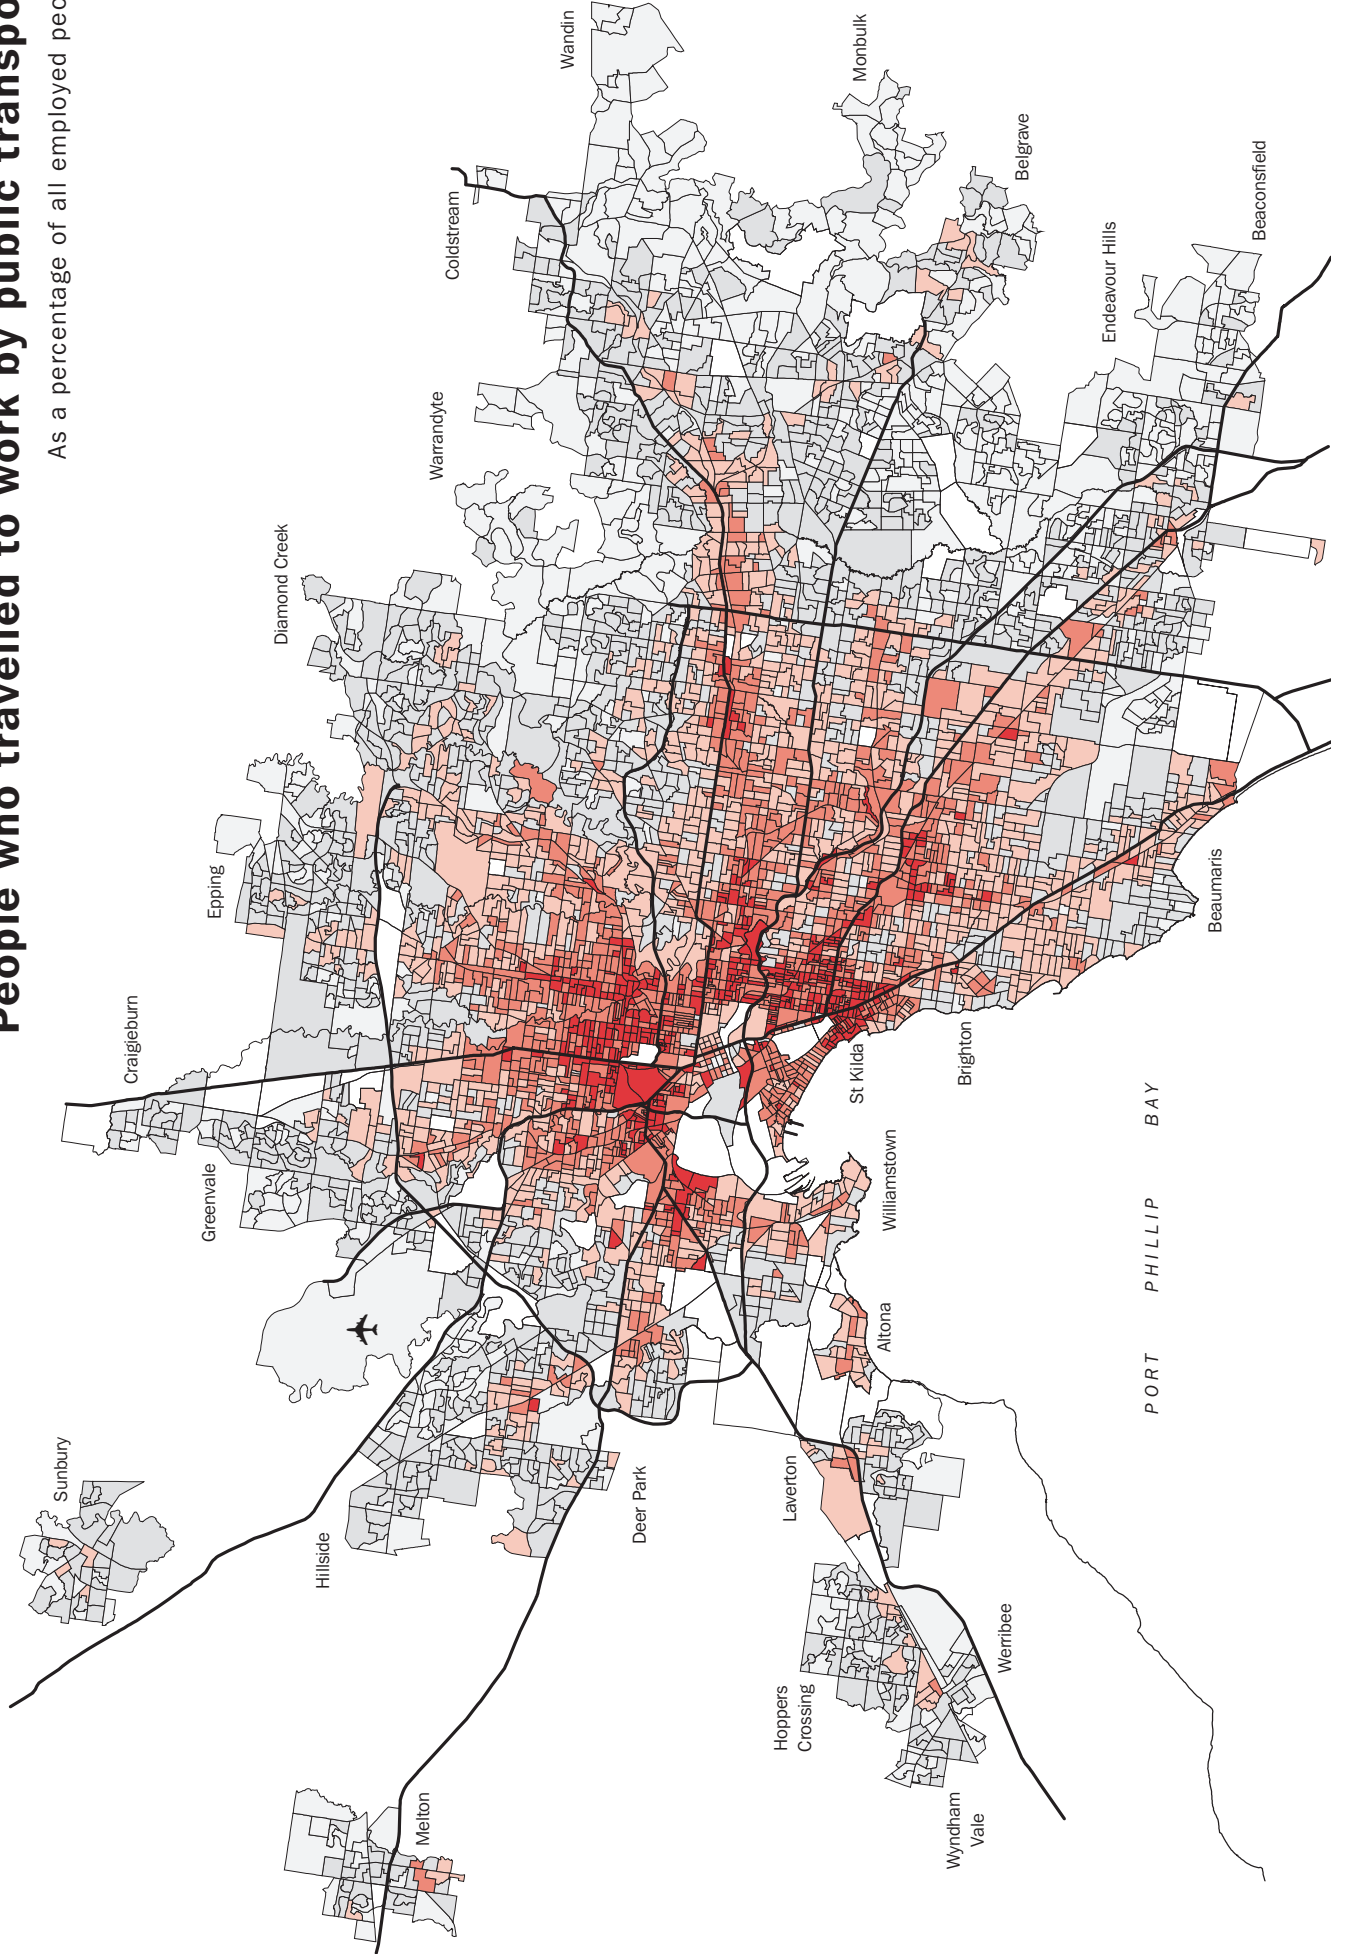 People who travelled to work by public transpo
As a percentage of all employed peo
Sunbury
Craigieburn
Greenvale
Epping
Diamond Creek
Hillside
Melton
Warrandyte
Coldstream
Wandin
Deer Park
Monbulk
Hoppers
Crossing
Laverton
St Kilda
Altona
Williamstown
Wyndham
Vale
Werribee
Brighton
Belgrave
Endeavour Hills
PORT PHILLIP BAY
Beaumaris
Beaconsfield